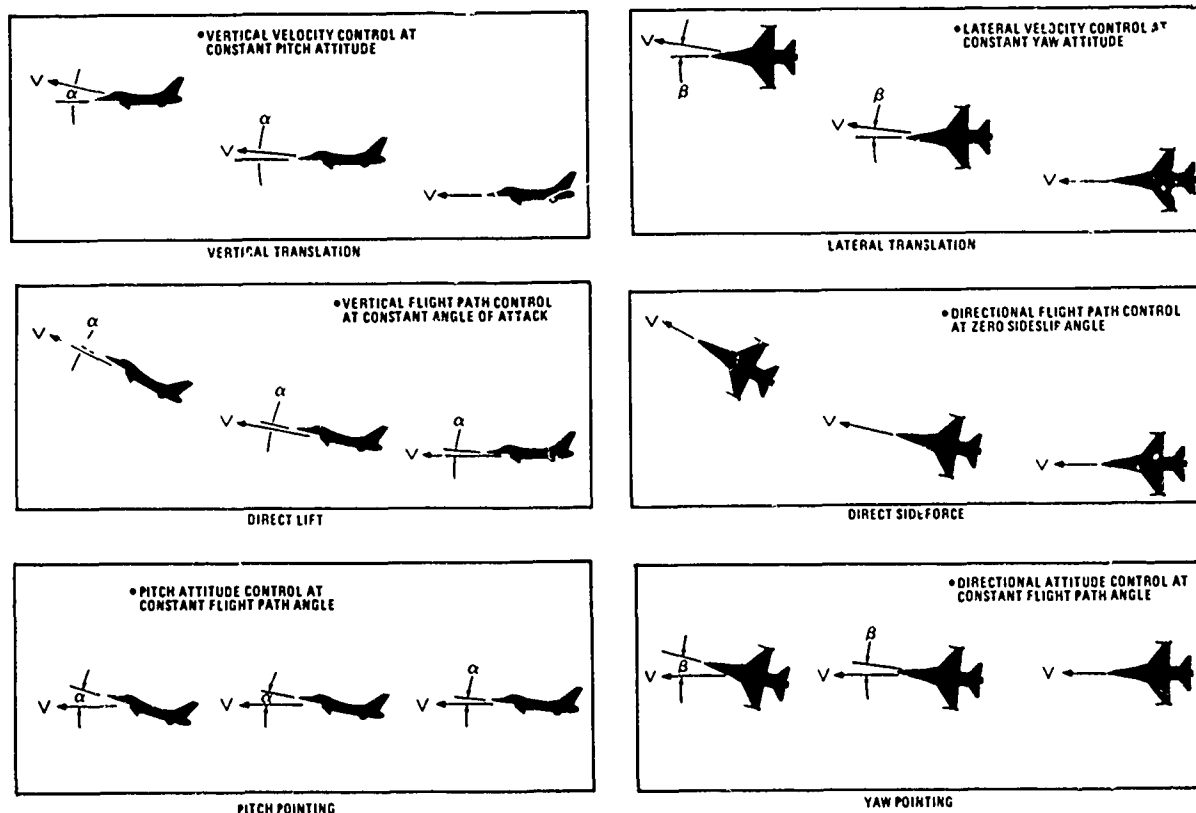 •VERTICAL VELOCITY CONTROL AT
CONSTANT PITCH ATTITUDE
V
α
α
V
V
VERTICAL TRANSLATION
•LATERAL VELOCITY CONTROL AT
CONSTANT YAW ATTITUDE
V
β
β
V
V
LATERAL TRANSLATION
•VERTICAL FLIGHT PATH CONTROL
AT CONSTANT ANGLE OF ATTACK
V
α
α
V
α
V
DIRECT LIFT
•DIRECTIONAL FLIGHT PATH CONTROL
AT ZERO SIDESLIP ANGLE
V
V
V
DIRECT SIDEFORCE
•PITCH ATTITUDE CONTROL AT
CONSTANT FLIGHT PATH ANGLE
α
V
α
V
α
V
PITCH POINTING
•DIRECTIONAL ATTITUDE CONTROL AT
CONSTANT FLIGHT PATH ANGLE
β
V
β
V
V
YAW POINTING